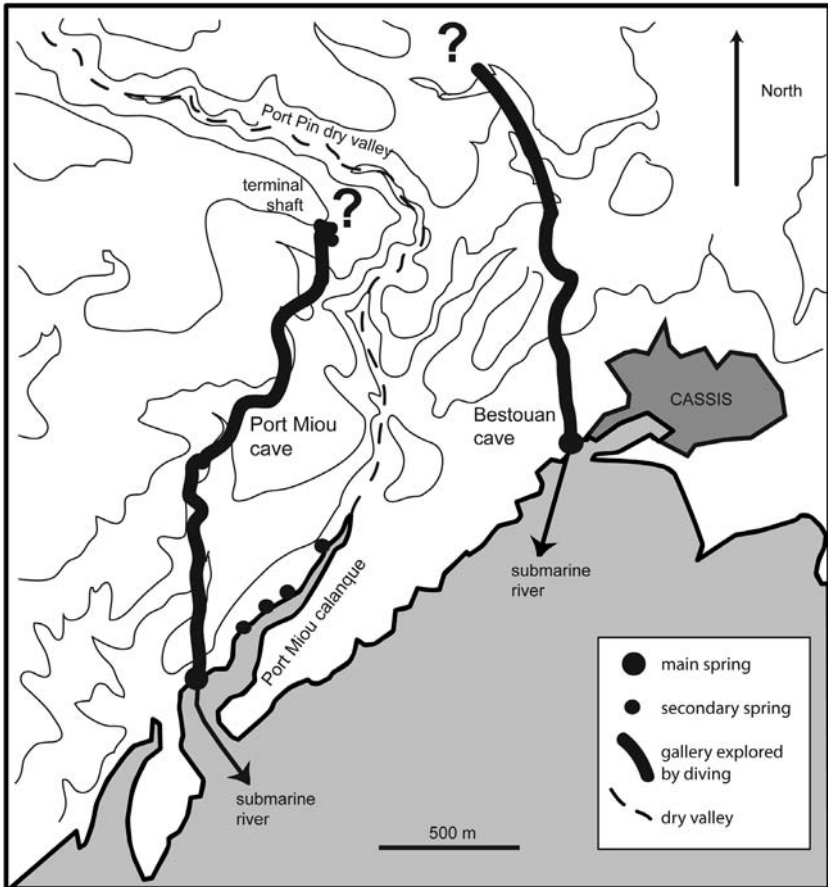 ?
North
Port Pin dry valley
terminal
shaft
?
CASSIS
Port Miou
cave
Bestouan
cave
submarine
river
Port Miou calanque
submarine
river
500 m
main spring
secondary spring
gallery explored
by diving
dry valley